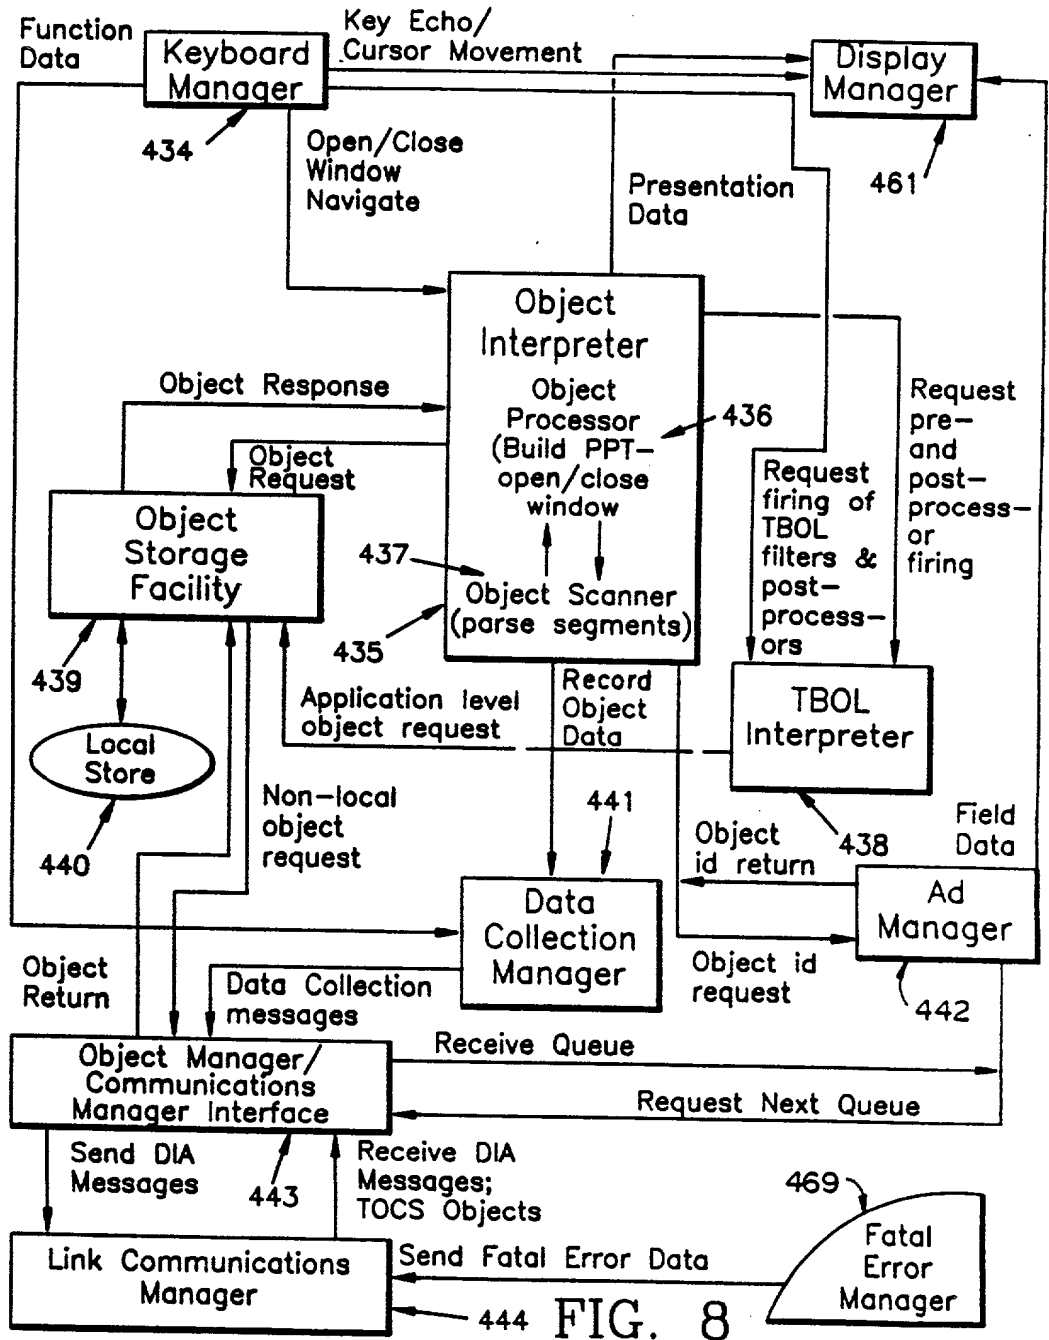 Function
Data
Keyboard
Manager
Key Echo/
Cursor Movement
Display
Manager
434
461
Open/Close
Window
Navigate
Presentation
Data
Object
Interpreter
Object
Processor
(Build PPT-
open/close
window
436
437
Object Scanner
(parse segments)
435
Object Response
Object
Request
Object
Storage
Facility
439
Local
Store
440
Request
firing of
TBOL
filters &
post-
process-
ors
Request
pre-
and
post-
process-
or
firing
Application level
object request
Record
Object
Data
TBOL
Interpreter
438
Non-local
object
request
441
Object
id return
Field
Data
Data
Collection
Manager
Ad
Manager
442
Object id
request
Object
Return
Data Collection
messages
Object Manager/
Communications
Manager Interface
Receive Queue
Request Next Queue
Send DIA
Messages
443
Receive DIA
Messages;
TOCS Objects
469
Fatal
Error
Manager
Link Communications
Manager
Send Fatal Error Data
444
FIG. 8